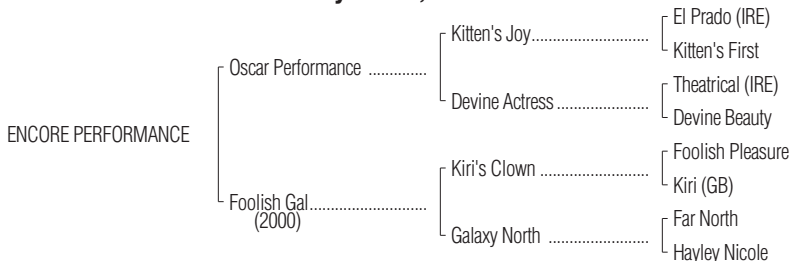 El Prado (IRE)
Kitten's Joy..............................
Kitten's First
Oscar Performance ..............
Theatrical (IRE)
Devine Actress ........................
Devine Beauty
ENCORE PERFORMANCE
Foolish Pleasure
Kiri's Clown ............................
Kiri (GB)
Foolish Gal.............................
(2000)
Far North
Galaxy North ..........................
Hayley Nicole